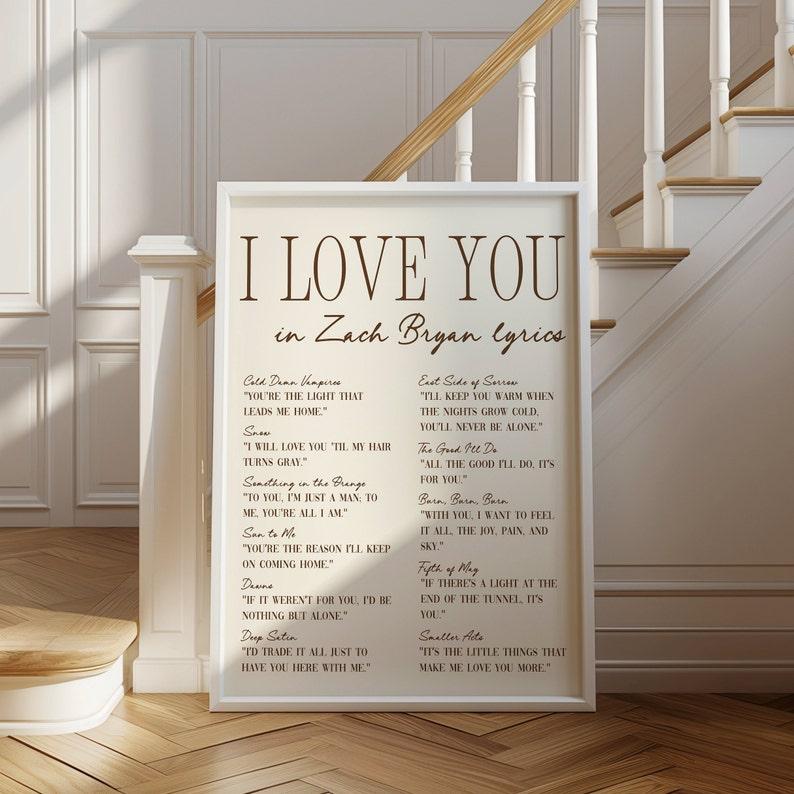 I LOVE YOU
in Zach Bryan lyrics
Cold Damn Vampires
"YOU'RE THE LIGHT THAT
LEADS ME HOME."
Snow
"I WILL LOVE YOU 'TIL MY HAIR
TURNS GRAY."
Something in the Orange
"TO YOU, I'M JUST A MAN; TO
ME, YOU'RE ALL I AM."
Sun to Me
"YOU'RE THE REASON I'LL KEEP
ON COMING HOME."
Dawns
"IF IT WEREN'T FOR YOU, I'D BE
NOTHING BUT ALONE."
Deep Satin
"I'D TRADE IT ALL JUST TO
HAVE YOU HERE WITH ME."
East Side of Sorrow
"I'LL KEEP YOU WARM WHEN
THE NIGHTS GROW COLD,
YOU'LL NEVER BE ALONE."
The Good I'll Do
"ALL THE GOOD I'LL DO, IT'S
FOR YOU."
Burn, Burn, Burn
"WITH YOU, I WANT TO FEEL
IT ALL, THE JOY, PAIN, AND
SKY."
Fifth of May
"IF THERE'S A LIGHT AT THE
END OF THE TUNNEL, IT'S
YOU."
Smaller Acts
"IT'S THE LITTLE THINGS THAT
MAKE ME LOVE YOU MORE."